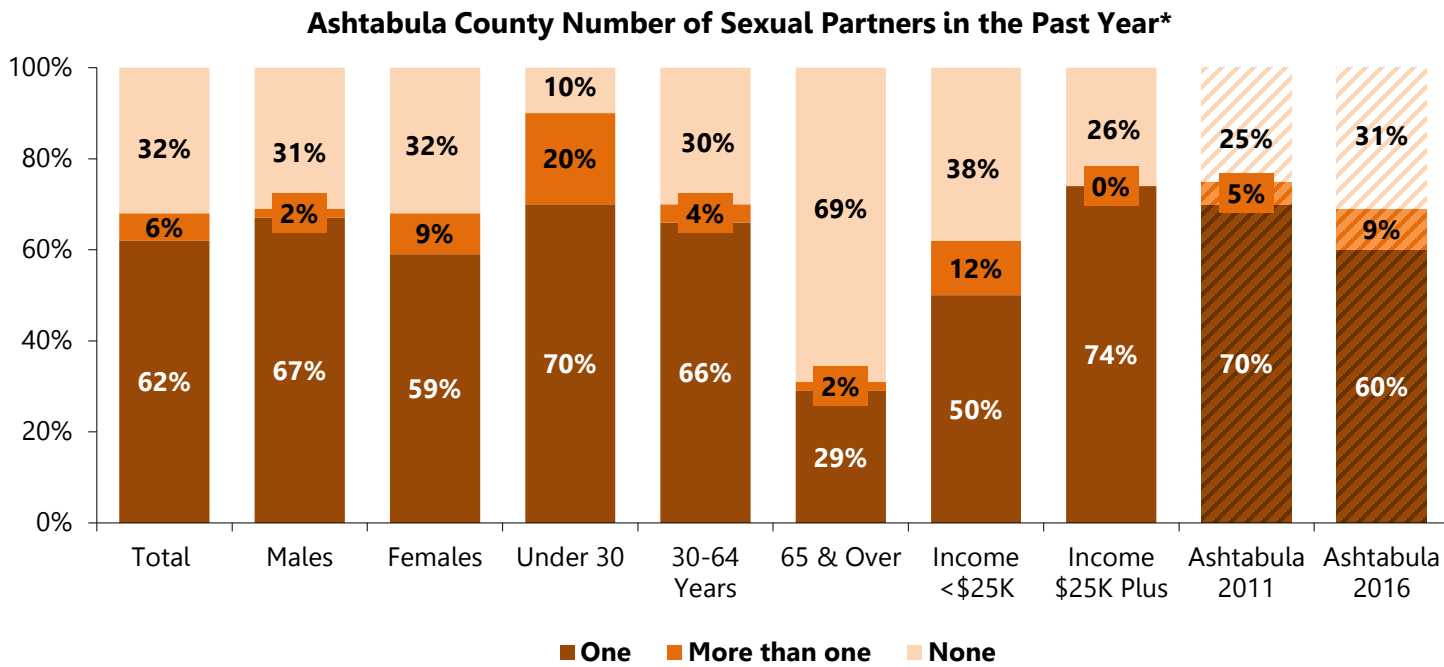 Ashtabula County Number of Sexual Partners in the Past Year*
100%
80%
60%
40%
20%
0%
32%
6%
62%
31%
2%
67%
32%
9%
59%
10%
20%
70%
30%
4%
66%
69%
2%
29%
38%
12%
50%
26%
0%
74%
25%
5%
70%
31%
9%
60%
Total
Males
Females
Under 30
30-64
Years
65 & Over
Income
<$25K
Income
$25K Plus
Ashtabula
2011
Ashtabula
2016
One
More than one
None